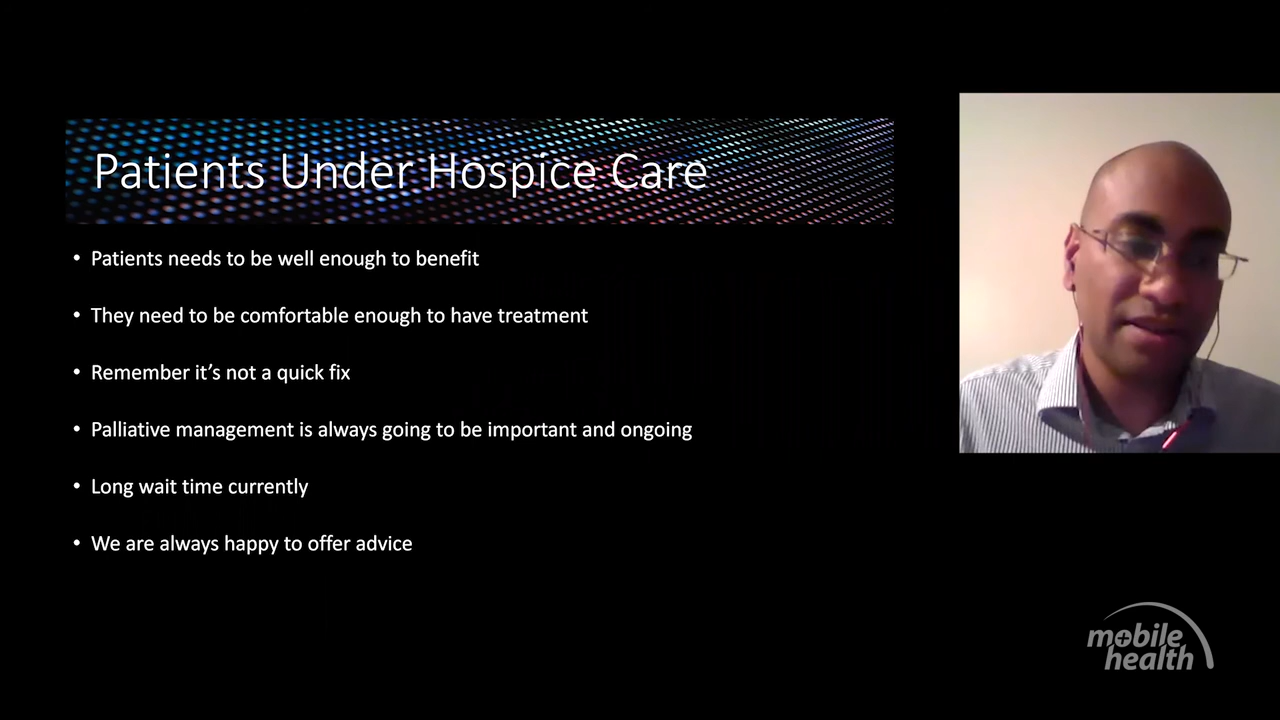 Patients Under Hospice Care
• Patients needs to be well enough to benefit
• They need to be comfortable enough to have treatment
• Remember it’s not a quick fix
• Palliative management is always going to be important and ongoing
• Long wait time currently
• We are always happy to offer advice
mobile
health